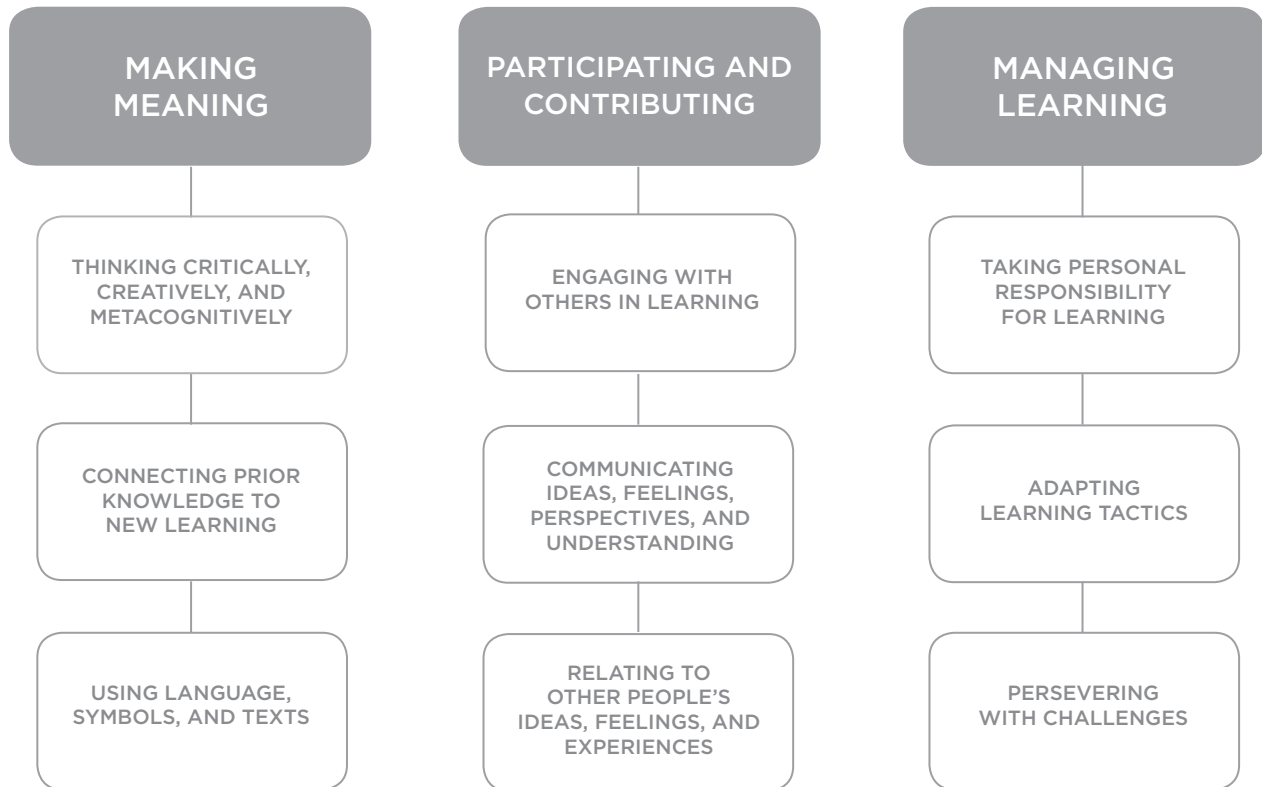 MAKING
MEANING
THINKING CRITICALLY,
CREATIVELY, AND
METACOGNITIVELY
CONNECTING PRIOR
KNOWLEDGE TO
NEW LEARNING
USING LANGUAGE,
SYMBOLS, AND TEXTS
PARTICIPATING AND
CONTRIBUTING
ENGAGING WITH
OTHERS IN LEARNING
COMMUNICATING
IDEAS, FEELINGS,
PERSPECTIVES, AND
UNDERSTANDING
RELATING TO
OTHER PEOPLE’S
IDEAS, FEELINGS, AND
EXPERIENCES
MANAGING
LEARNING
TAKING PERSONAL
RESPONSIBILITY
FOR LEARNING
ADAPTING
LEARNING TACTICS
PERSEVERING
WITH CHALLENGES